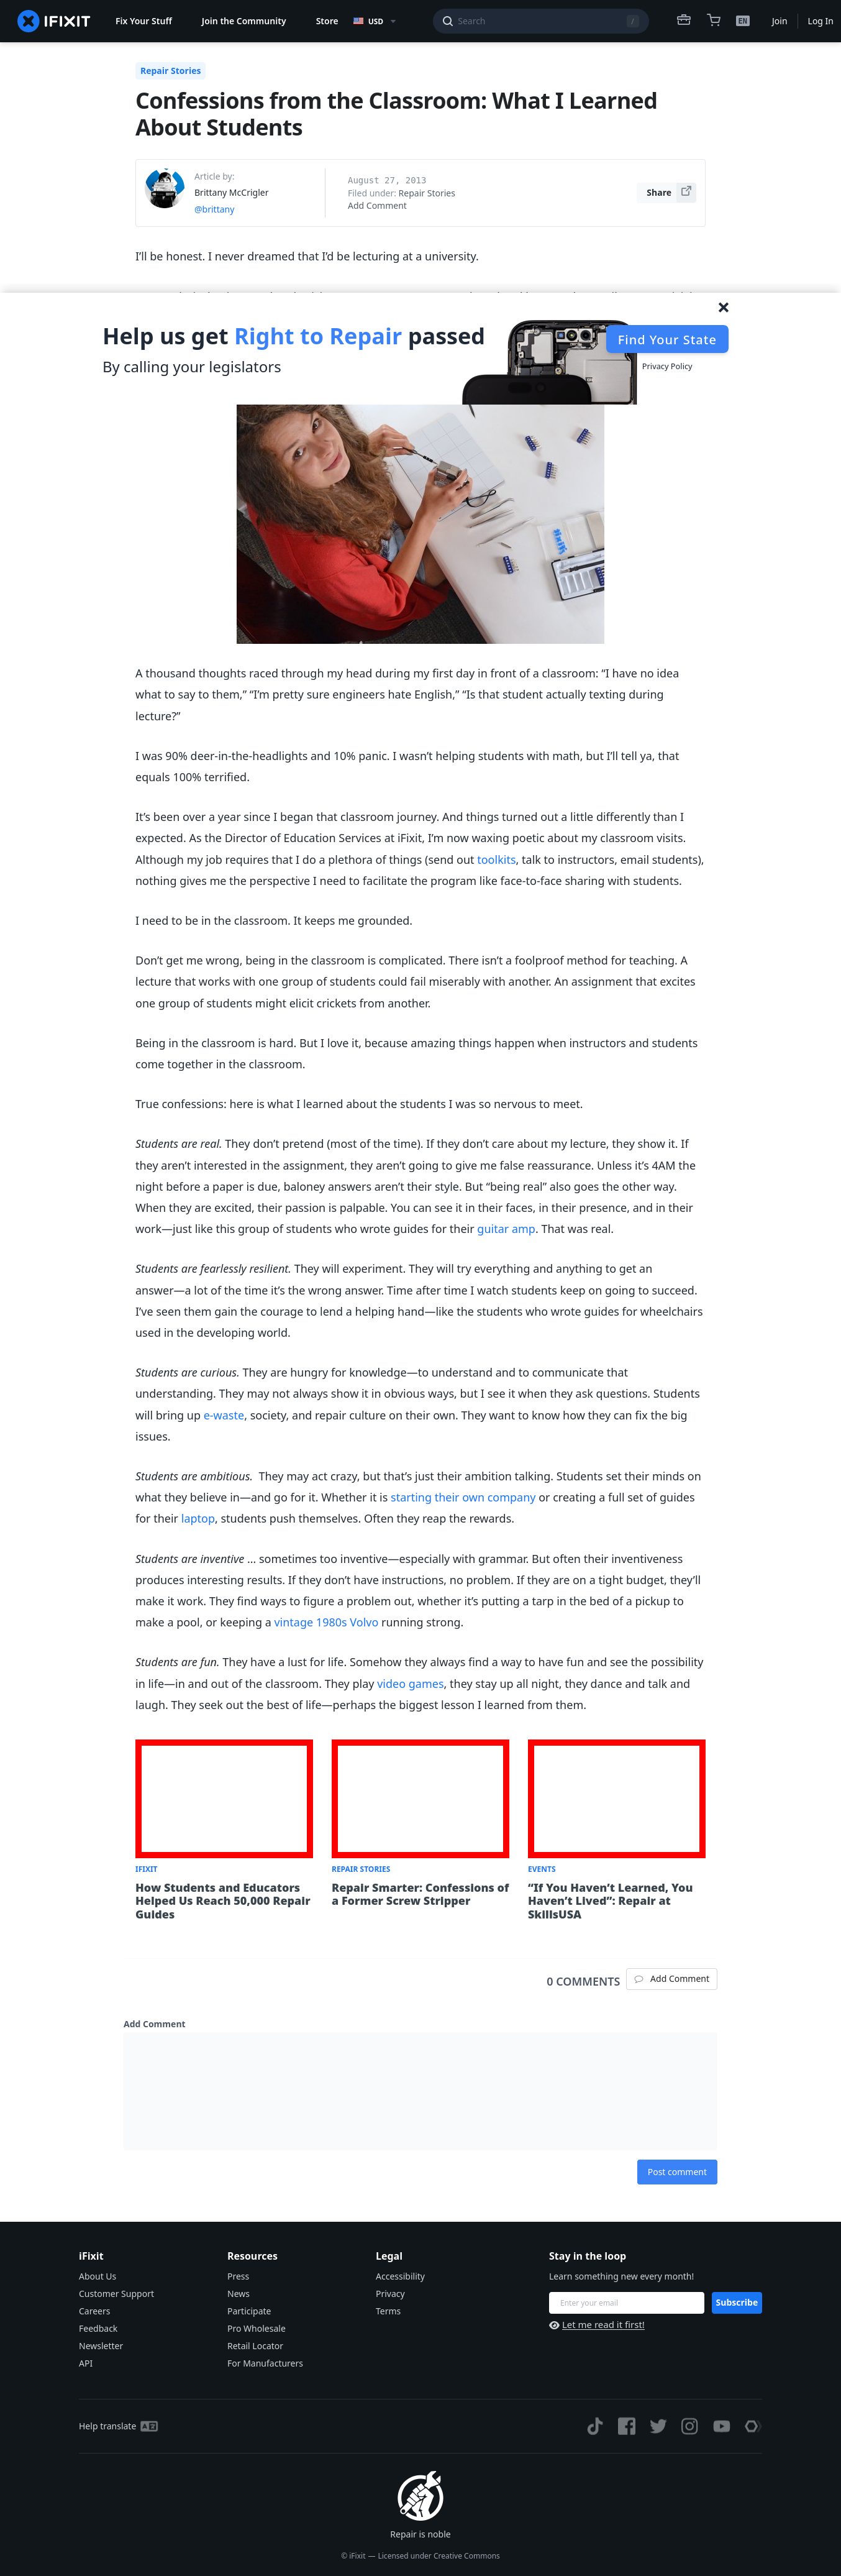 IFIXIT
Fix Your Stuff
Join the Community
Store
USD
Search
/
EN
Join
Log In
Repair Stories
Confessions from the Classroom: What I Learned
About Students
Article by:
Brittany McCrigler
@brittany
August 27, 2013
Filed under: Repair Stories
Add Comment
Share
I’ll be honest. I never dreamed that I’d be lecturing at a university.
Help us get Right to Repair passed
By calling your legislators
Find Your State
Privacy Policy
A thousand thoughts raced through my head during my first day in front of a classroom: “I have no idea
what to say to them,” “I’m pretty sure engineers hate English,” “Is that student actually texting during
lecture?”
I was 90% deer-in-the-headlights and 10% panic. I wasn’t helping students with math, but I’ll tell ya, that
equals 100% terrified.
It’s been over a year since I began that classroom journey. And things turned out a little differently than I
expected. As the Director of Education Services at iFixit, I’m now waxing poetic about my classroom visits.
Although my job requires that I do a plethora of things (send out toolkits, talk to instructors, email students),
nothing gives me the perspective I need to facilitate the program like face-to-face sharing with students.
I need to be in the classroom. It keeps me grounded.
Don’t get me wrong, being in the classroom is complicated. There isn’t a foolproof method for teaching. A
lecture that works with one group of students could fail miserably with another. An assignment that excites
one group of students might elicit crickets from another.
Being in the classroom is hard. But I love it, because amazing things happen when instructors and students
come together in the classroom.
True confessions: here is what I learned about the students I was so nervous to meet.
Students are real. They don’t pretend (most of the time). If they don’t care about my lecture, they show it. If
they aren’t interested in the assignment, they aren’t going to give me false reassurance. Unless it’s 4AM the
night before a paper is due, baloney answers aren’t their style. But “being real” also goes the other way.
When they are excited, their passion is palpable. You can see it in their faces, in their presence, and in their
work—just like this group of students who wrote guides for their guitar amp. That was real.
Students are fearlessly resilient. They will experiment. They will try everything and anything to get an
answer—a lot of the time it’s the wrong answer. Time after time I watch students keep on going to succeed.
I’ve seen them gain the courage to lend a helping hand—like the students who wrote guides for wheelchairs
used in the developing world.
Students are curious. They are hungry for knowledge—to understand and to communicate that
understanding. They may not always show it in obvious ways, but I see it when they ask questions. Students
will bring up e-waste, society, and repair culture on their own. They want to know how they can fix the big
issues.
Students are ambitious.  They may act crazy, but that’s just their ambition talking. Students set their minds on
what they believe in—and go for it. Whether it is starting their own company or creating a full set of guides
for their laptop, students push themselves. Often they reap the rewards.
Students are inventive … sometimes too inventive—especially with grammar. But often their inventiveness
produces interesting results. If they don’t have instructions, no problem. If they are on a tight budget, they’ll
make it work. They find ways to figure a problem out, whether it’s putting a tarp in the bed of a pickup to
make a pool, or keeping a vintage 1980s Volvo running strong.
Students are fun. They have a lust for life. Somehow they always find a way to have fun and see the possibility
in life—in and out of the classroom. They play video games, they stay up all night, they dance and talk and
laugh. They seek out the best of life—perhaps the biggest lesson I learned from them.
IFIXIT
How Students and Educators
Helped Us Reach 50,000 Repair
Guides
REPAIR STORIES
Repair Smarter: Confessions of
a Former Screw Stripper
EVENTS
“If You Haven’t Learned, You
Haven’t Lived”: Repair at
SkillsUSA
0 COMMENTS
Add Comment
Add Comment
Post comment
iFixit
About Us
Customer Support
Careers
Feedback
Newsletter
API
Resources
Press
News
Participate
Pro Wholesale
Retail Locator
For Manufacturers
Legal
Accessibility
Privacy
Terms
Stay in the loop
Learn something new every month!
Enter your email
Subscribe
Let me read it first!
Help translate
Repair is noble
© iFixit — Licensed under Creative Commons